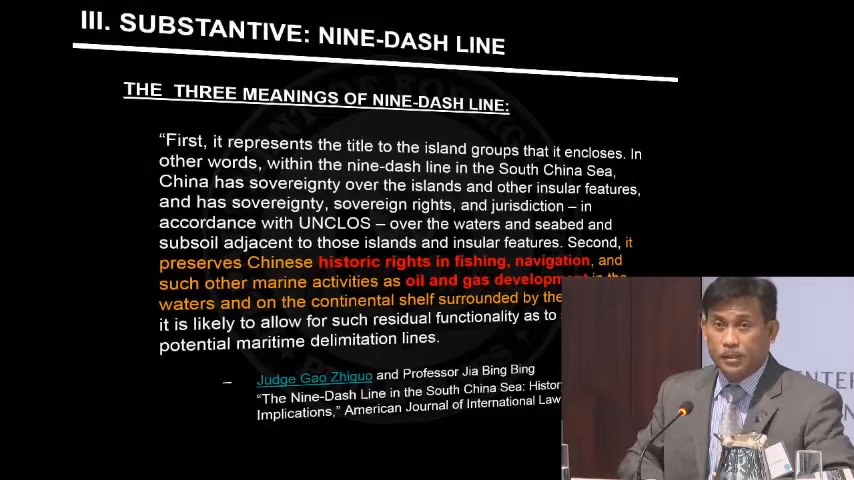 III. SUBSTANTIVE: NINE-DASH LINE
THE THREE MEANINGS OF NINE-DASH LINE:
“First, it represents the title to the island groups that it encloses. In
other words, within the nine-dash line in the South China Sea,
China has sovereignty over the islands and other insular features,
and has sovereignty, sovereign rights, and jurisdiction – in
accordance with UNCLOS – over the waters and seabed and
subsoil adjacent to those islands and insular features. Second, it
preserves Chinese historic rights in fishing, navigation, and
such other marine activities as oil and gas development in the
waters and on the continental shelf surrounded by the
it is likely to allow for such residual functionality as to
potential maritime delimitation lines.
– Judge Gao Zhiguo and Professor Jia Bing Bing
“The Nine-Dash Line in the South China Sea:
Implications,” American Journal of International Law